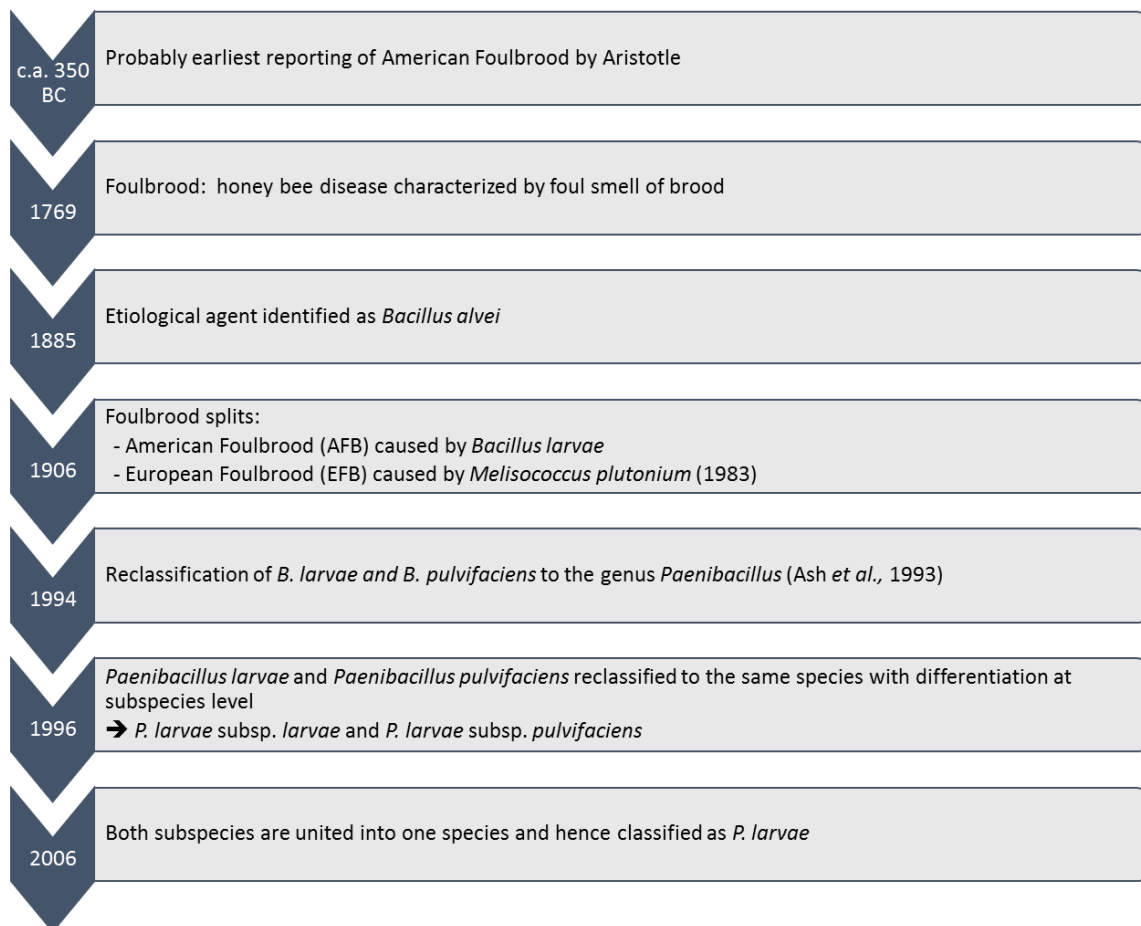 c.a. 350
BC
Probably earliest reporting of American Foulbrood by Aristotle
1769
Foulbrood:  honey bee disease characterized by foul smell of brood
1885
Etiological agent identified as Bacillus alvei
1906
Foulbrood splits:
- American Foulbrood (AFB) caused by Bacillus larvae
- European Foulbrood (EFB) caused by Melisococcus plutonium (1983)
1994
Reclassification of B. larvae and B. pulvifaciens to the genus Paenibacillus (Ash et al., 1993)
1996
Paenibacillus larvae and Paenibacillus pulvifaciens reclassified to the same species with differentiation at
subspecies level
➔ P. larvae subsp. larvae and P. larvae subsp. pulvifaciens
2006
Both subspecies are united into one species and hence classified as P. larvae